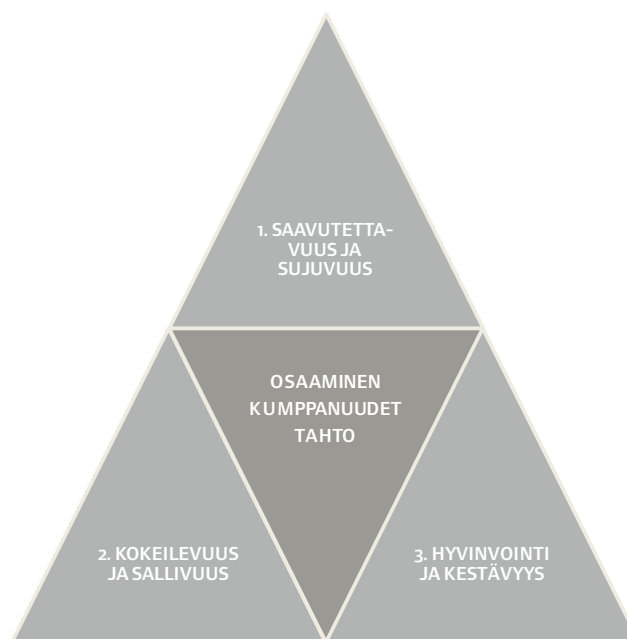 1. SAAVUTETTA-
VUUS JA
SUJUVUUS
OSAAMINEN
KUMPPANUUDET
TAHTO
2. KOKEILEVUUS
JA SALLIVUUS
3. HYVINVOINTI
JA KESTÄVYYS